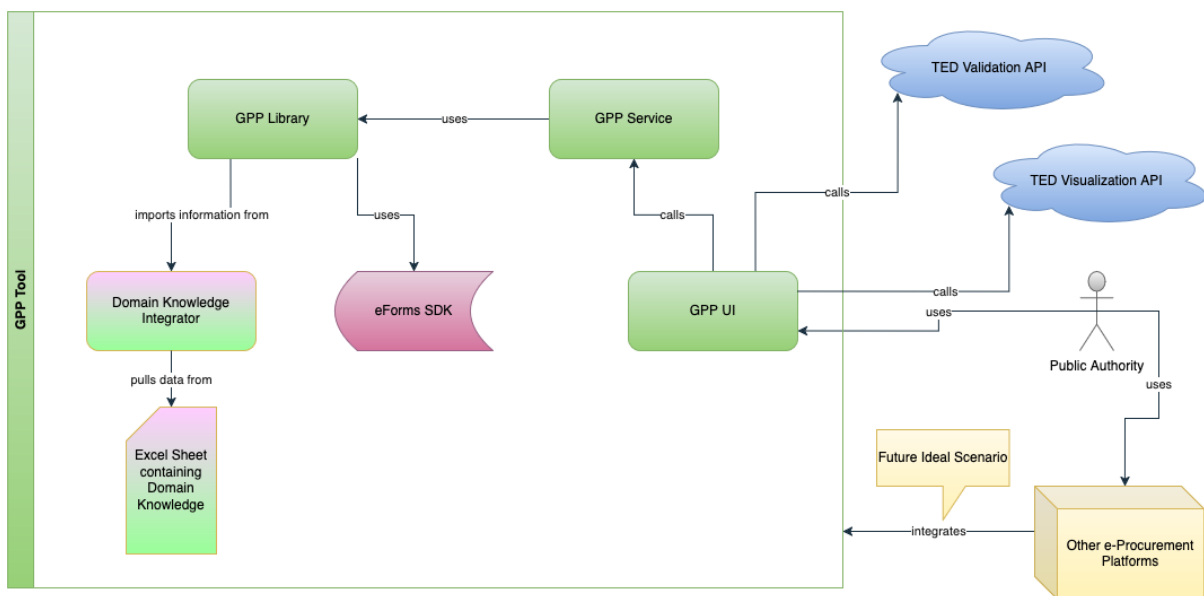 GPP Tool
TED Validation API
GPP Library
uses
GPP Service
TED Visualization API
calls
imports information from
uses
calls
Domain Knowledge
Integrator
eForms SDK
GPP UI
calls
uses
Public Authority
pulls data from
uses
Excel Sheet
containing
Domain
Knowledge
Future Ideal Scenario
integrates
Other e-Procurement
Platforms